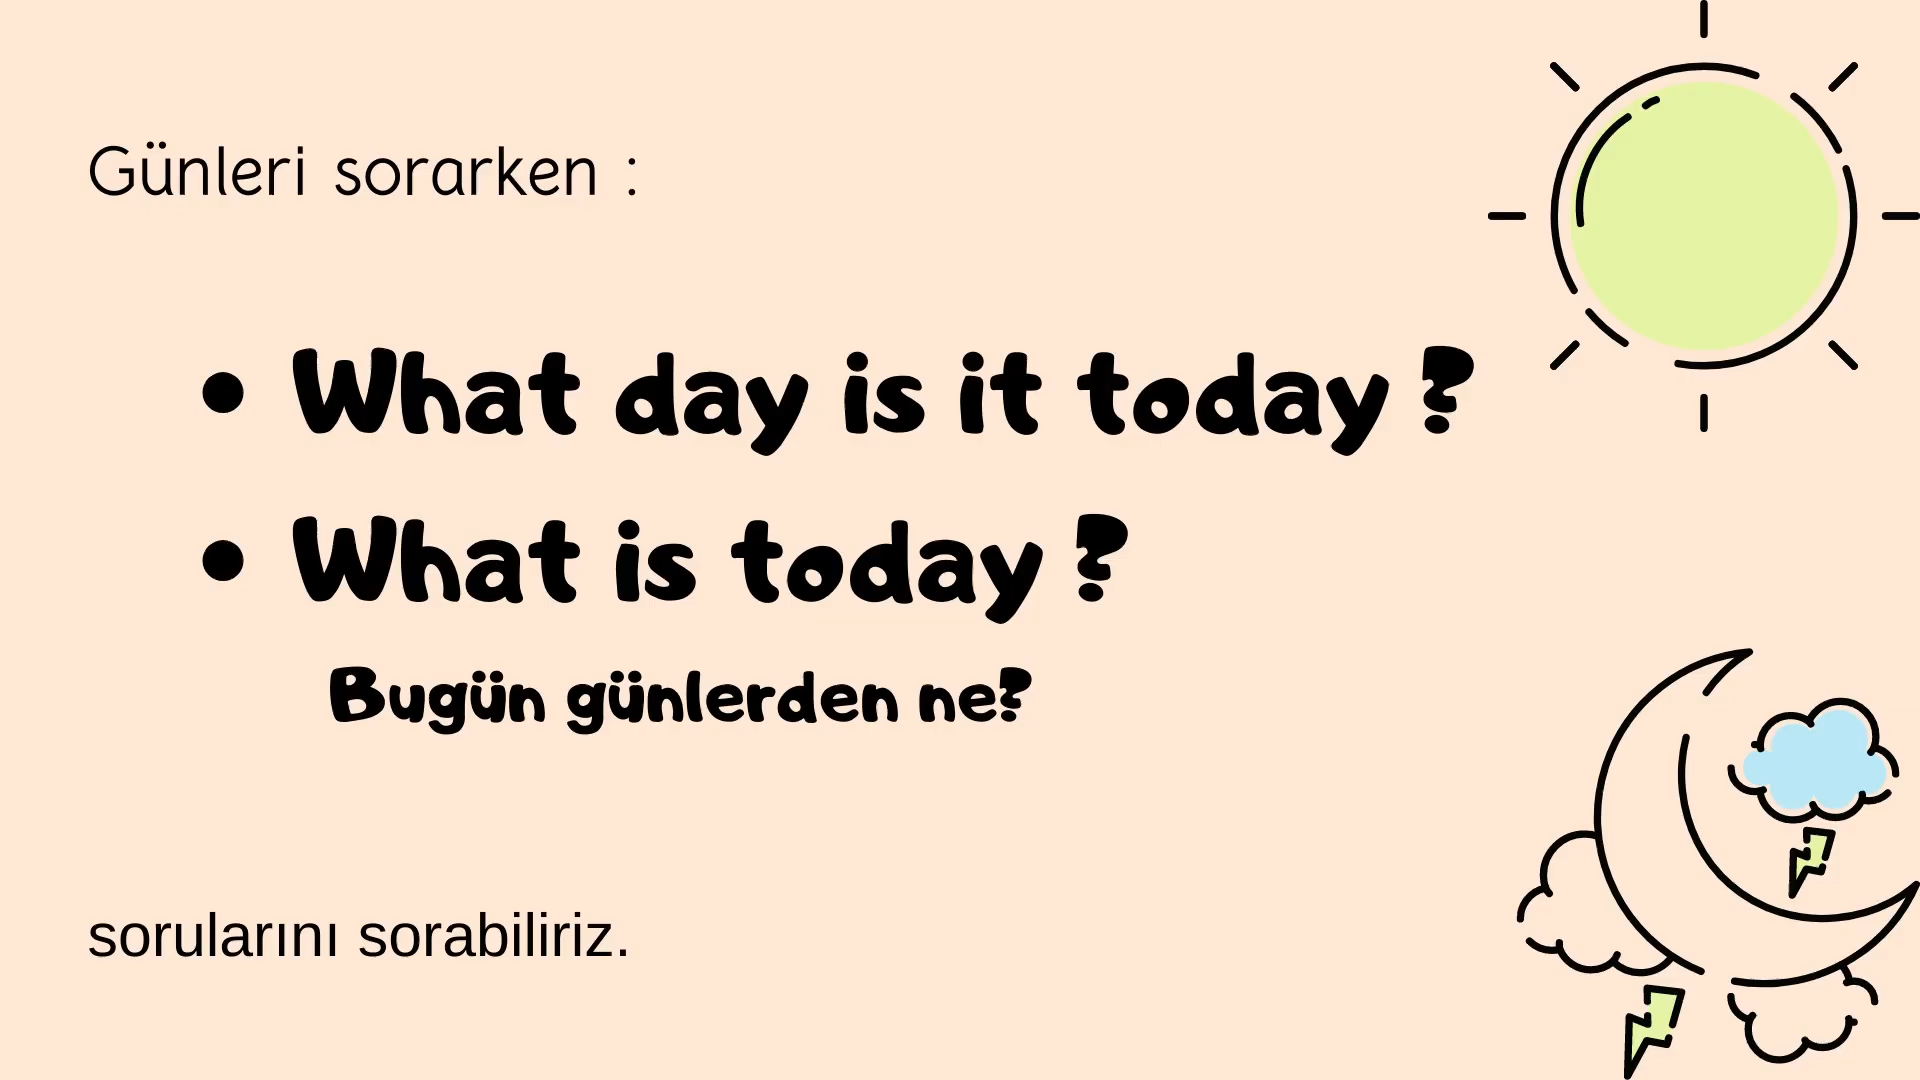 Günleri sorarken :
• What day is it today ?
• What is today ?
Bugün günlerden ne?
sorularını sorabiliriz.